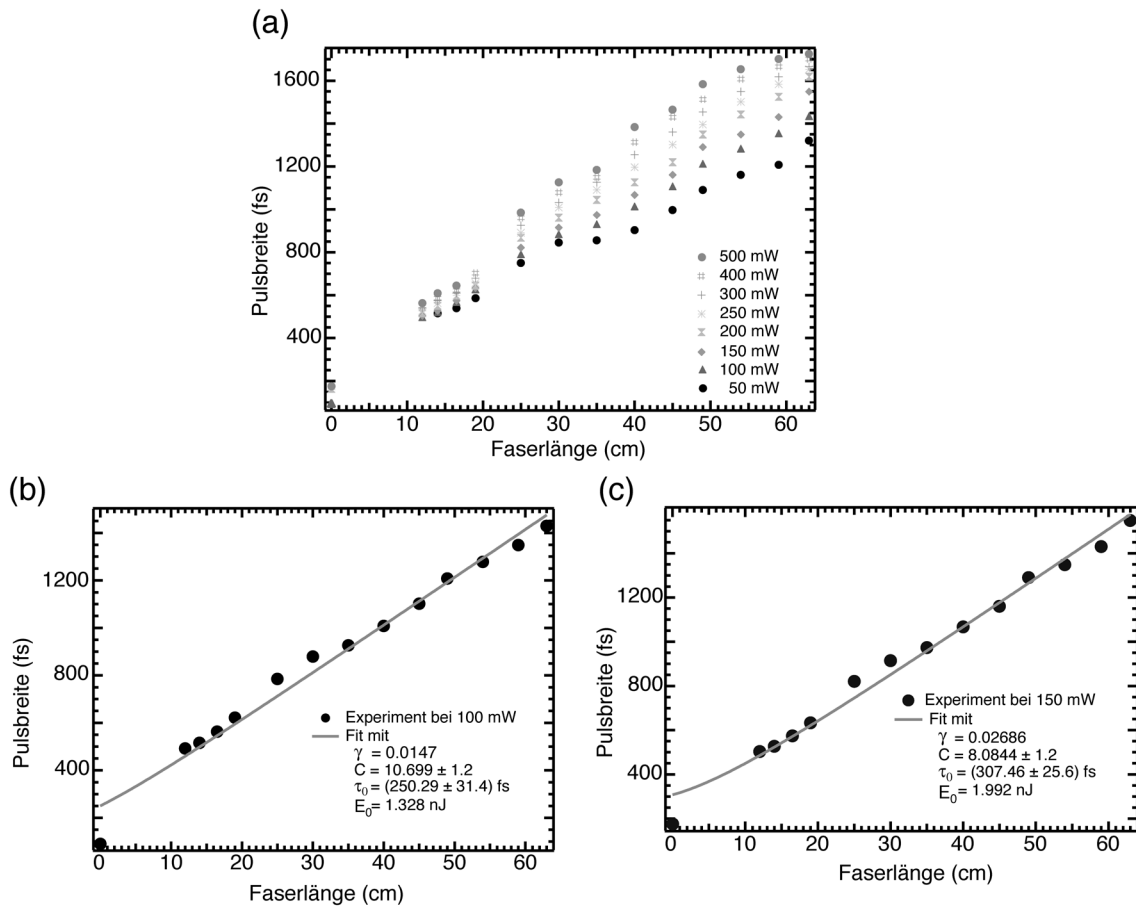 (a)
Pulsbreite (fs)
1600
1200
800
400
500 mW
400 mW
300 mW
250 mW
200 mW
150 mW
100 mW
50 mW
0 10 20 30 40 50 60
Faserlänge (cm)
(b)
Pulsbreite (fs)
1200
800
400
Experiment bei 100 mW
Fit mit
γ = 0.0147
C = 10.699 ± 1.2
τ₀ = (250.29 ± 31.4) fs
E₀= 1.328 nJ
0 10 20 30 40 50 60
Faserlänge (cm)
(c)
Pulsbreite (fs)
1200
800
400
Experiment bei 150 mW
Fit mit
γ = 0.02686
C = 8.0844 ± 1.2
τ₀ = (307.46 ± 25.6) fs
E₀= 1.992 nJ
0 10 20 30 40 50 60
Faserlänge (cm)